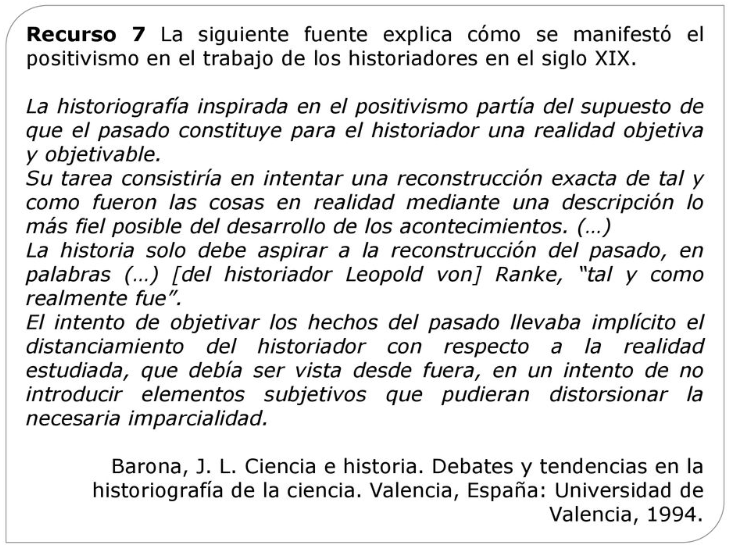 Recurso 7 La siguiente fuente explica cómo se manifestó el
positivismo en el trabajo de los historiadores en el siglo XIX.
La historiografía inspirada en el positivismo partía del supuesto de
que el pasado constituye para el historiador una realidad objetiva
y objetivable.
Su tarea consistiría en intentar una reconstrucción exacta de tal y
como fueron las cosas en realidad mediante una descripción lo
más fiel posible del desarrollo de los acontecimientos. (…)
La historia solo debe aspirar a la reconstrucción del pasado, en
palabras (…) [del historiador Leopold von] Ranke, “tal y como
realmente fue”.
El intento de objetivar los hechos del pasado llevaba implícito el
distanciamiento del historiador con respecto a la realidad
estudiada, que debía ser vista desde fuera, en un intento de no
introducir elementos subjetivos que pudieran distorsionar la
necesaria imparcialidad.
Barona, J. L. Ciencia e historia. Debates y tendencias en la
historiografía de la ciencia. Valencia, España: Universidad de
Valencia, 1994.